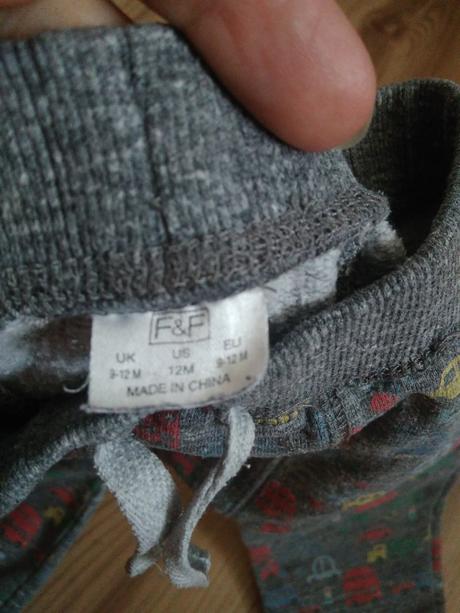 F&F
UK US EU
9-12 M 12M 9-12 M
MADE IN CHINA